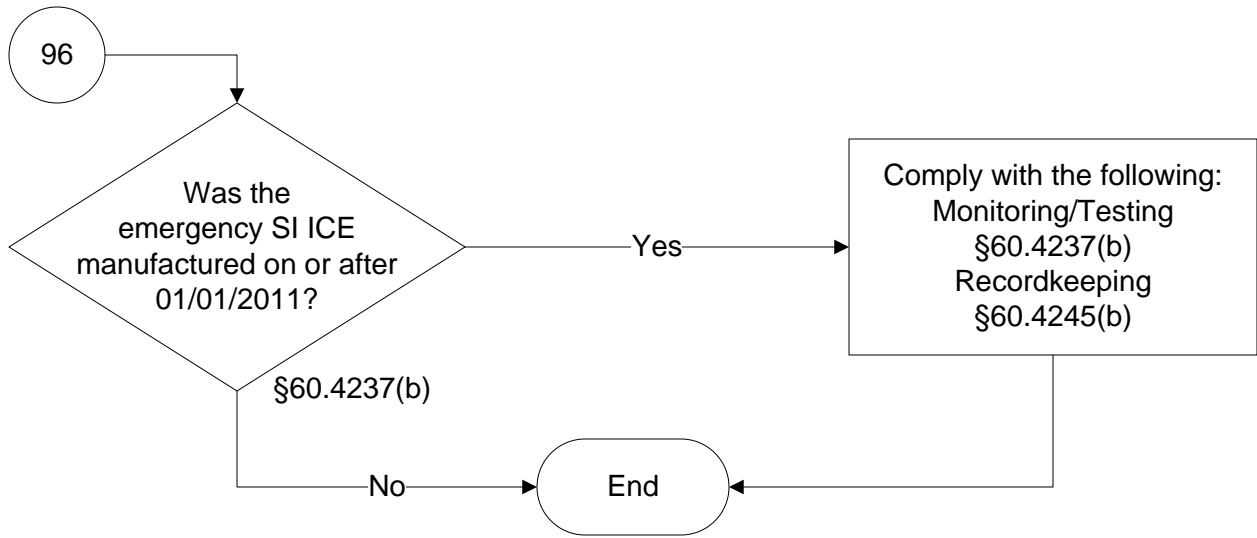 96
Was the
emergency SI ICE
manufactured on or after
01/01/2011?
§60.4237(b)
Yes
Comply with the following:
Monitoring/Testing
§60.4237(b)
Recordkeeping
§60.4245(b)
No
End